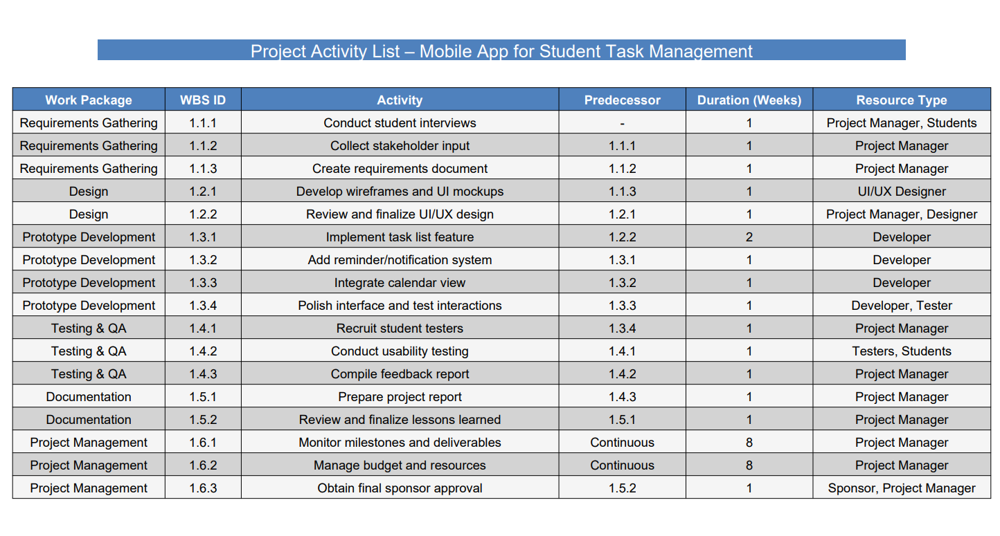 Project Activity List – Mobile App for Student Task Management
Work Package WBS ID Activity Predecessor Duration (Weeks) Resource Type
Requirements Gathering 1.1.1 Conduct student interviews - 1 Project Manager, Students
Requirements Gathering 1.1.2 Collect stakeholder input 1.1.1 1 Project Manager
Requirements Gathering 1.1.3 Create requirements document 1.1.2 1 Project Manager
Design 1.2.1 Develop wireframes and UI mockups 1.1.3 1 UI/UX Designer
Design 1.2.2 Review and finalize UI/UX design 1.2.1 1 Project Manager, Designer
Prototype Development 1.3.1 Implement task list feature 1.2.2 2 Developer
Prototype Development 1.3.2 Add reminder/notification system 1.3.1 1 Developer
Prototype Development 1.3.3 Integrate calendar view 1.3.2 1 Developer
Prototype Development 1.3.4 Polish interface and test interactions 1.3.3 1 Developer, Tester
Testing & QA 1.4.1 Recruit student testers 1.3.4 1 Project Manager
Testing & QA 1.4.2 Conduct usability testing 1.4.1 1 Testers, Students
Testing & QA 1.4.3 Compile feedback report 1.4.2 1 Project Manager
Documentation 1.5.1 Prepare project report 1.4.3 1 Project Manager
Documentation 1.5.2 Review and finalize lessons learned 1.5.1 1 Project Manager
Project Management 1.6.1 Monitor milestones and deliverables Continuous 8 Project Manager
Project Management 1.6.2 Manage budget and resources Continuous 8 Project Manager
Project Management 1.6.3 Obtain final sponsor approval 1.5.2 1 Sponsor, Project Manager